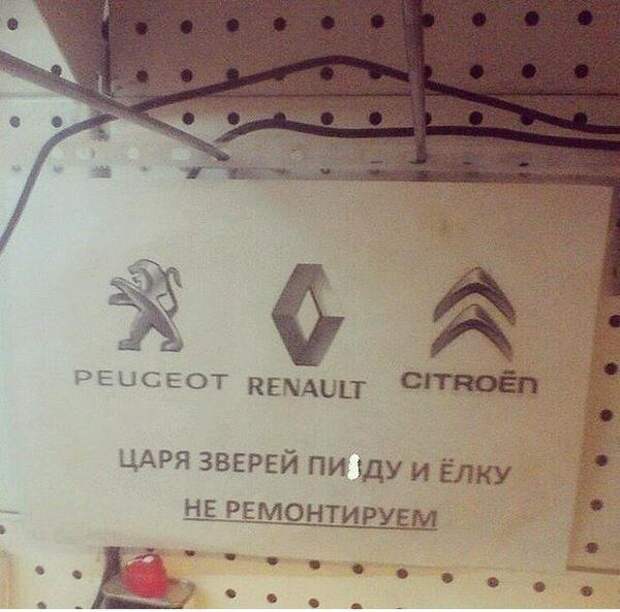 PEUGEOT RENAULT CITROËN
ЦАРЯ ЗВЕРЕЙ ПИЗДУ И ЁЛКУ
НЕ РЕМОНТИРУЕМ